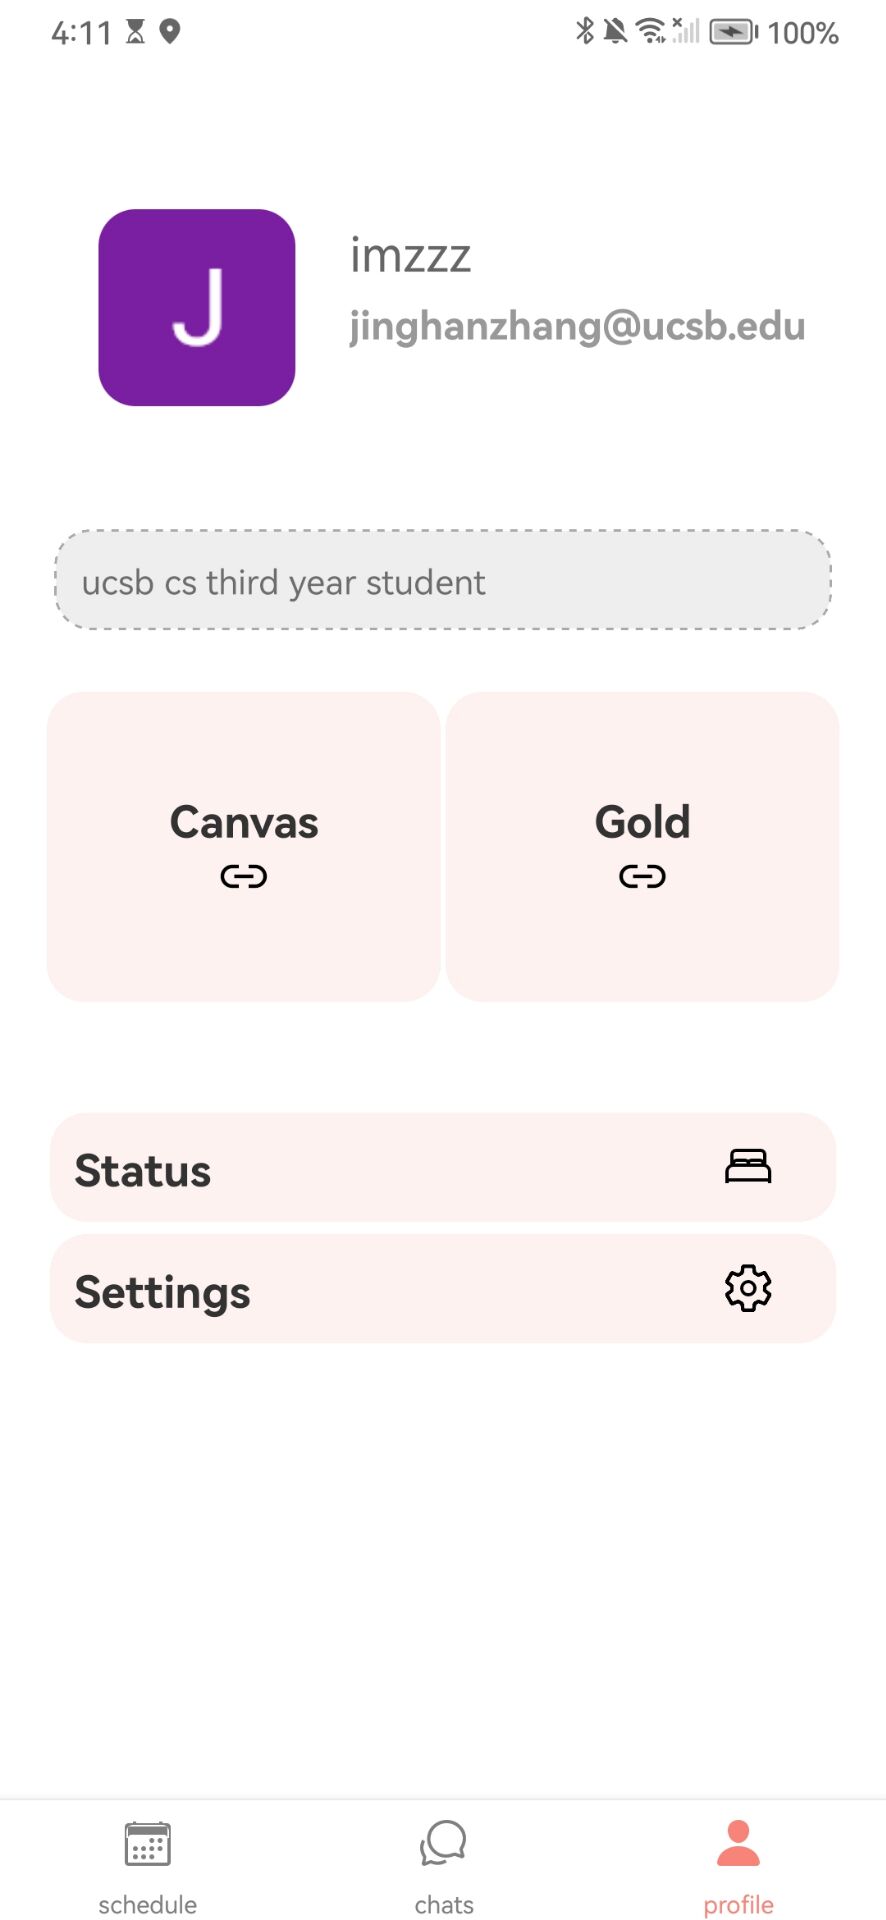 4:11 100%
J
imzzz
jinghanzhang@ucsb.edu
ucsb cs third year student
Canvas Gold
Status
Settings
schedule chats profile